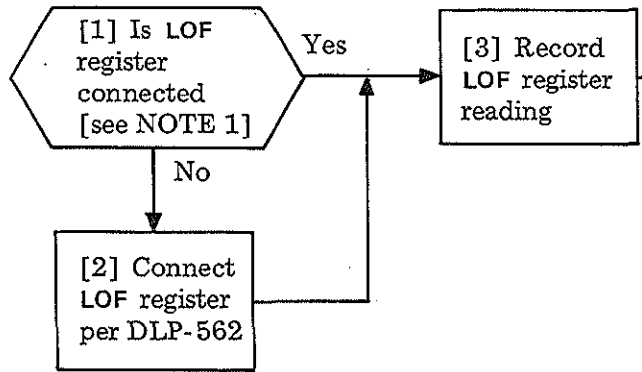 [1] Is LOF
register
connected
[see NOTE 1]
Yes
No
[2] Connect
LOF register
per DLP-562
[3] Record
LOF register
reading